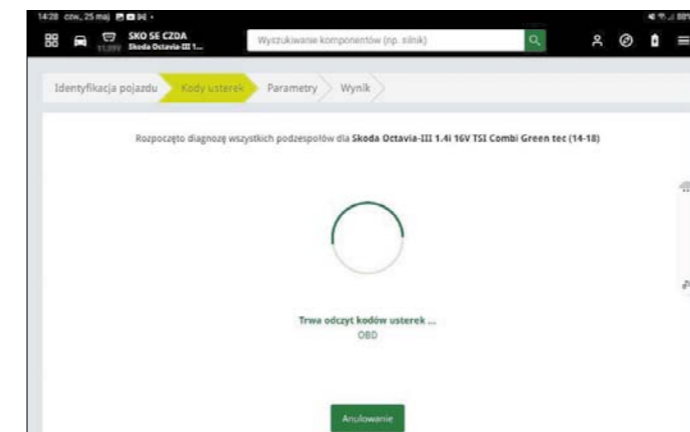 14:28 czw., 25 maj
88%
SKO SE CZDA
Skoda Octavia III 1...
Wyszukiwanie komponentów (np. silnik)
Identyfikacja pojazdu
Kody usterek
Parametry
Wynik
Rozpoczęto diagnozę wszystkich podzespołów dla Skoda Octavia-III 1.4i 16V TSI Combi Green tec (14-18)
Trwa odczyt kodów usterek ...
OBD
Anulowanie